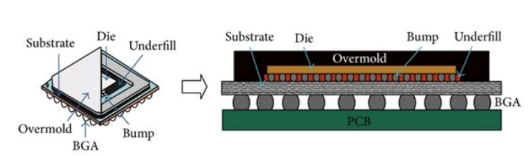 Substrate
Die
Underfill
Overmold
BGA
Bump
Substrate
Die
Bump
Underfill
Overmold
BGA
PCB